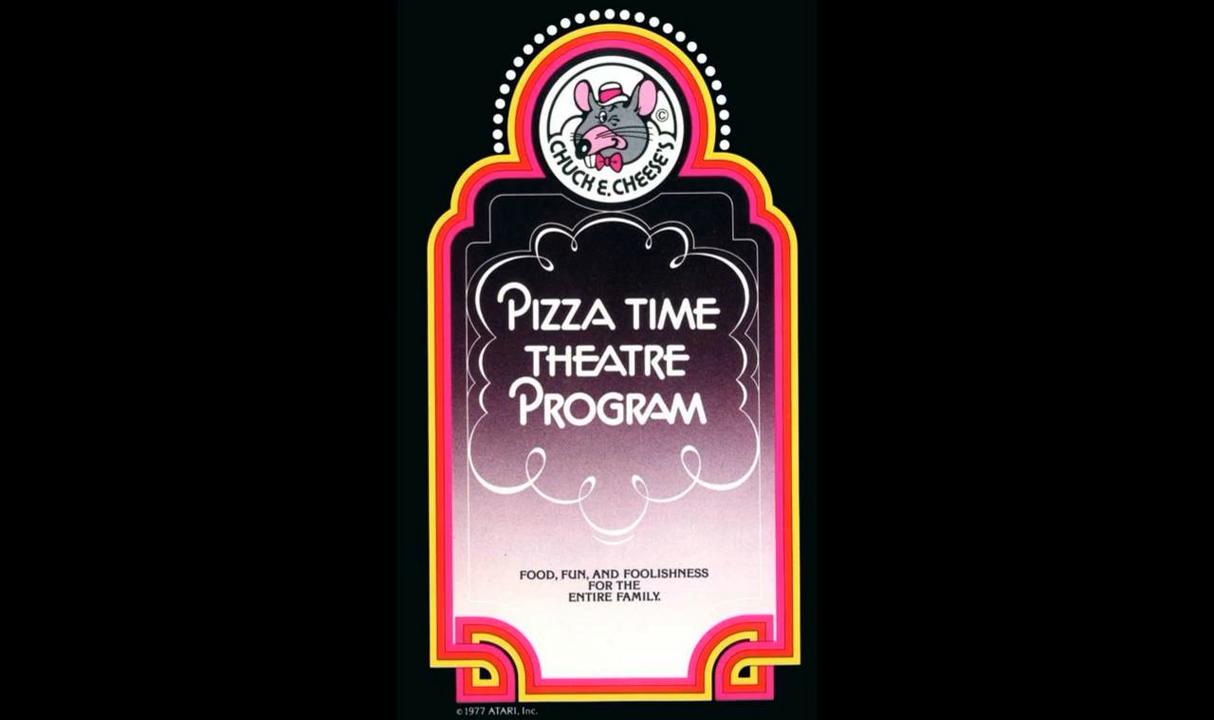 ©
CHUCK E. CHEESE'S
PIZZA TIME
THEATRE
PROGRAM
FOOD, FUN, AND FOOLISHNESS
FOR THE
ENTIRE FAMILY.
©1977 ATARI, Inc.